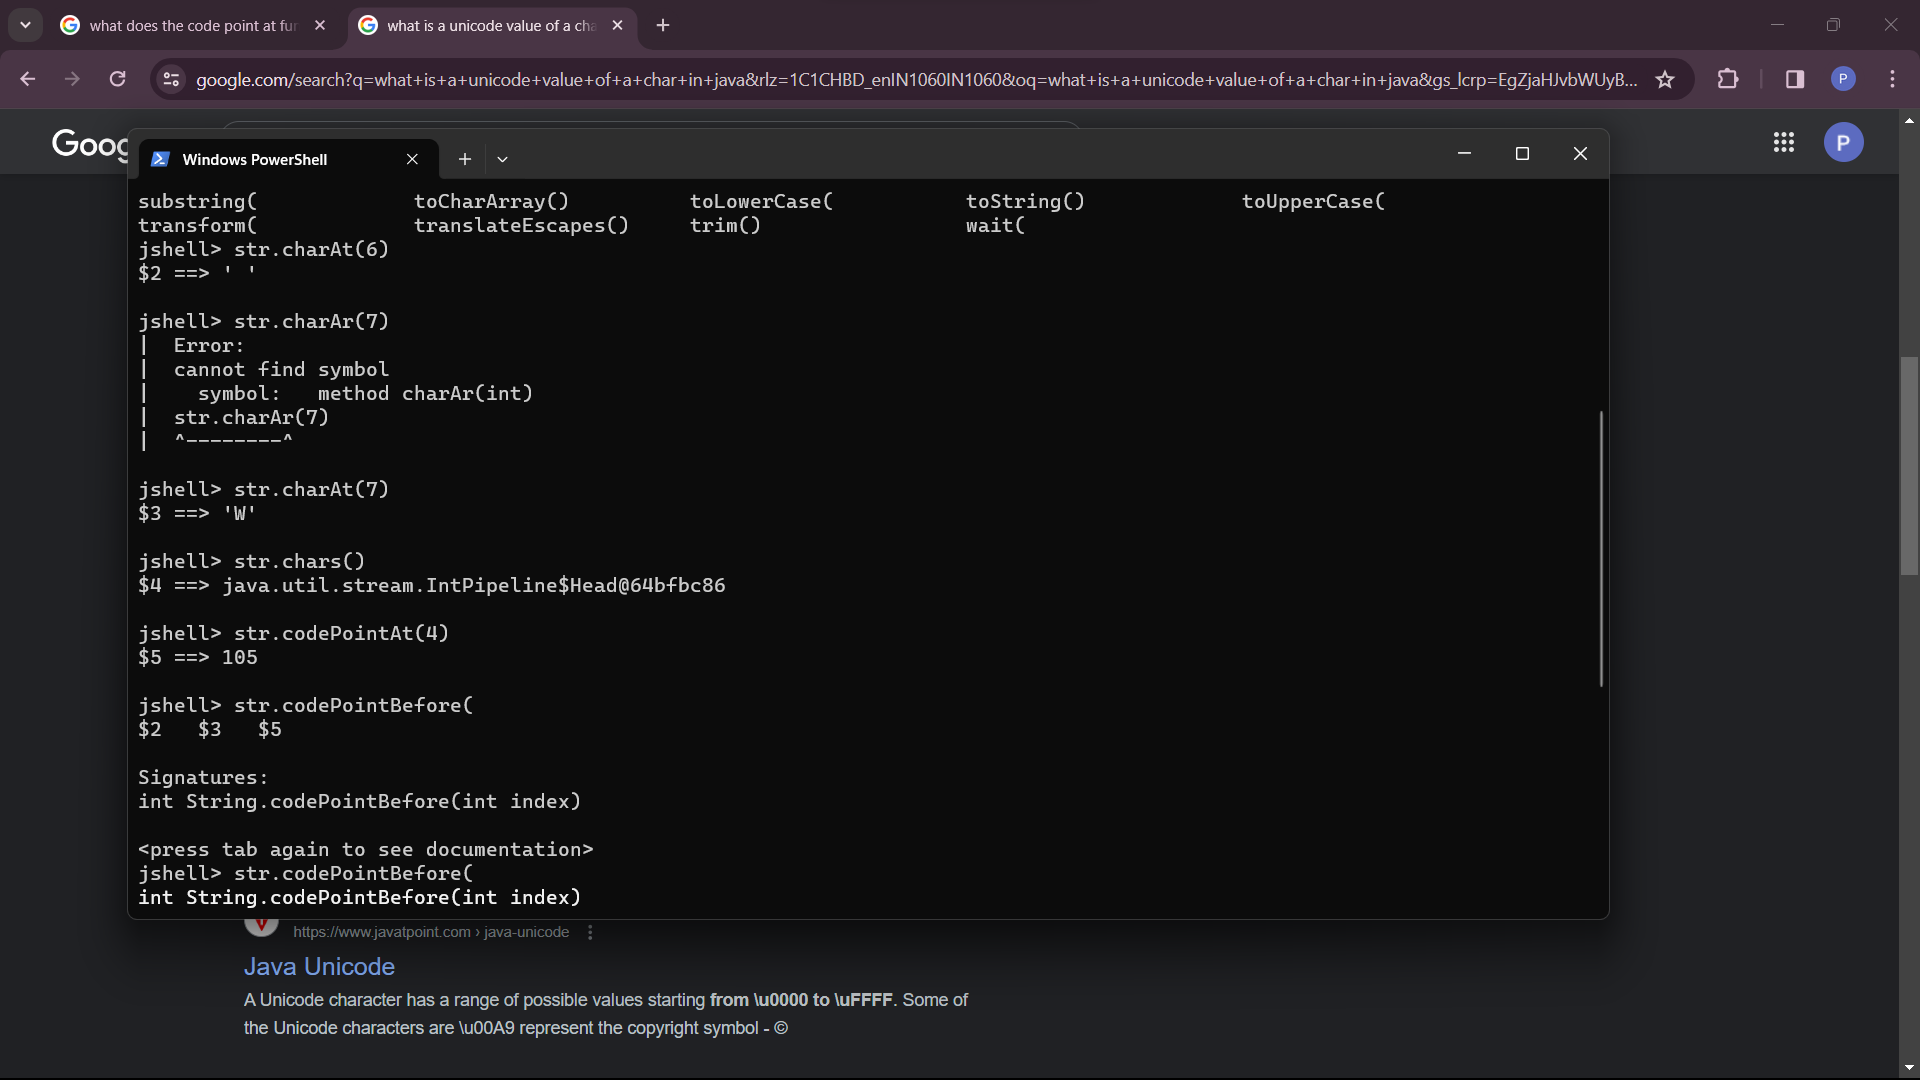 what does the code point at fun
what is a unicode value of a cha
google.com/search?q=what+is+a+unicode+value+of+a+char+in+java&rlz=1C1CHBD_enIN1060IN1060&oq=what+is+a+unicode+value+of+a+char+in+java&gs_lcrp=EgZjaHJvbWUyB...
P
Goog
P
Windows PowerShell
substring( toCharArray() toLowerCase( toString() toUpperCase(
transform( translateEscapes() trim() wait(
jshell> str.charAt(6)
$2 ==> ' '
jshell> str.charAr(7)
| Error:
| cannot find symbol
| symbol: method charAr(int)
| str.charAr(7)
| ^--------^
jshell> str.charAt(7)
$3 ==> 'W'
jshell> str.chars()
$4 ==> java.util.stream.IntPipeline$Head@64bfbc86
jshell> str.codePointAt(4)
$5 ==> 105
jshell> str.codePointBefore(
$2 $3 $5
Signatures:
int String.codePointBefore(int index)
<press tab again to see documentation>
jshell> str.codePointBefore(
int String.codePointBefore(int index)
https://www.javatpoint.com › java-unicode
Java Unicode
A Unicode character has a range of possible values starting from \u0000 to \uFFFF. Some of
the Unicode characters are \u00A9 represent the copyright symbol - ©